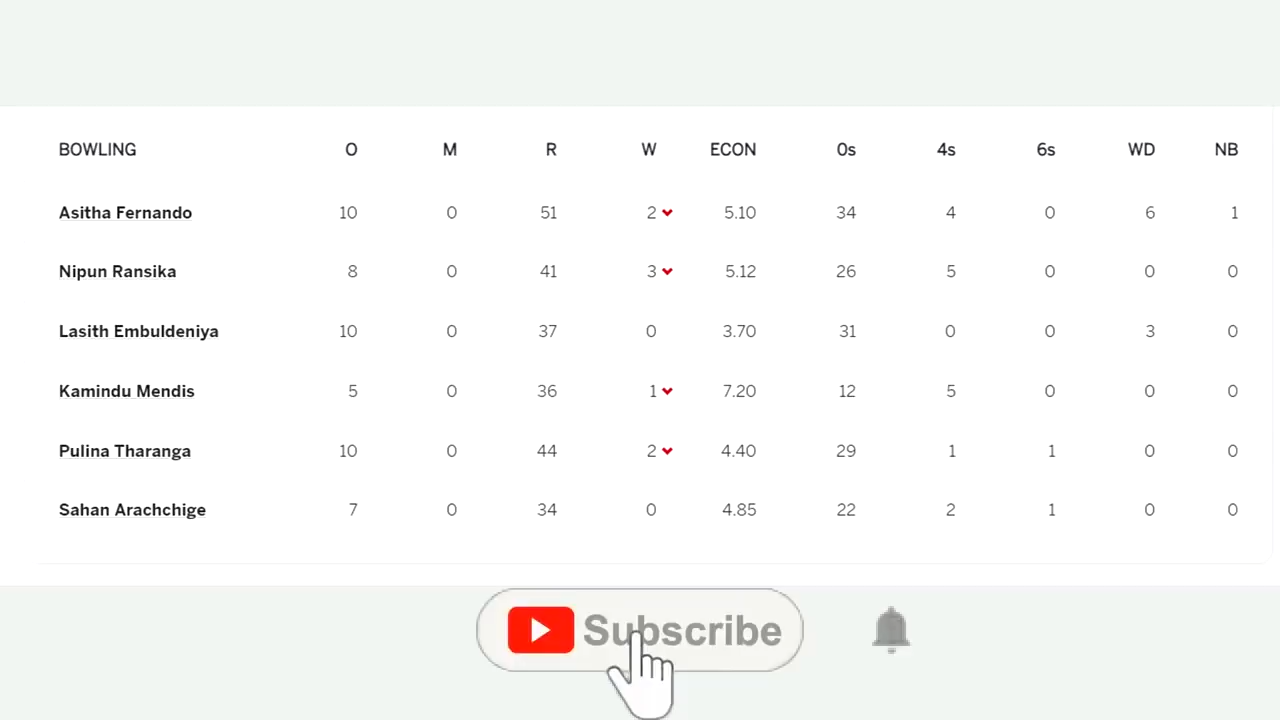 BOWLING O M R W ECON 0s 4s 6s WD NB
Asitha Fernando 10 0 51 2 5.10 34 4 0 6 1
Nipun Ransika 8 0 41 3 5.12 26 5 0 0 0
Lasith Embuldeniya 10 0 37 0 3.70 31 0 0 3 0
Kamindu Mendis 5 0 36 1 7.20 12 5 0 0 0
Pulina Tharanga 10 0 44 2 4.40 29 1 1 0 0
Sahan Arachchige 7 0 34 0 4.85 22 2 1 0 0
Subscribe